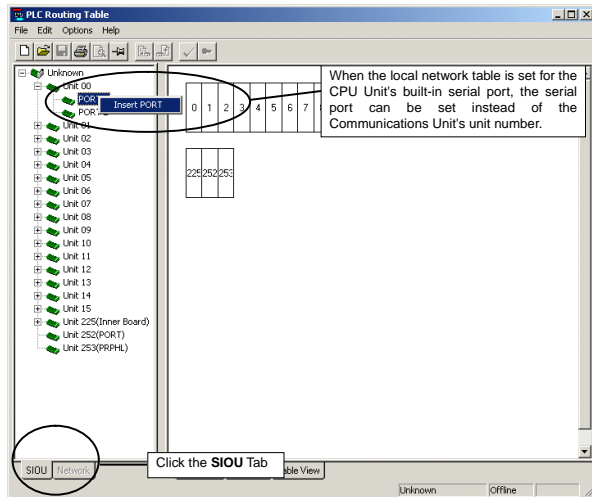 PLC Routing Table
File Edit Options Help
Unknown
Unit 00
POR
Insert PORT
POR
Unit 01
Unit 02
Unit 03
Unit 04
Unit 05
Unit 06
Unit 07
Unit 08
Unit 09
Unit 10
Unit 11
Unit 12
Unit 13
Unit 14
Unit 15
Unit 225(Inner Board)
Unit 252(PORT)
Unit 253(PRPHL)
0 1 2 3 4 5 6 7
225 252 253
When the local network table is set for the
CPU Unit's built-in serial port, the serial
port can be set instead of the
Communications Unit's unit number.
SIOU Network
Click the SIOU Tab
able View
Unknown Offline